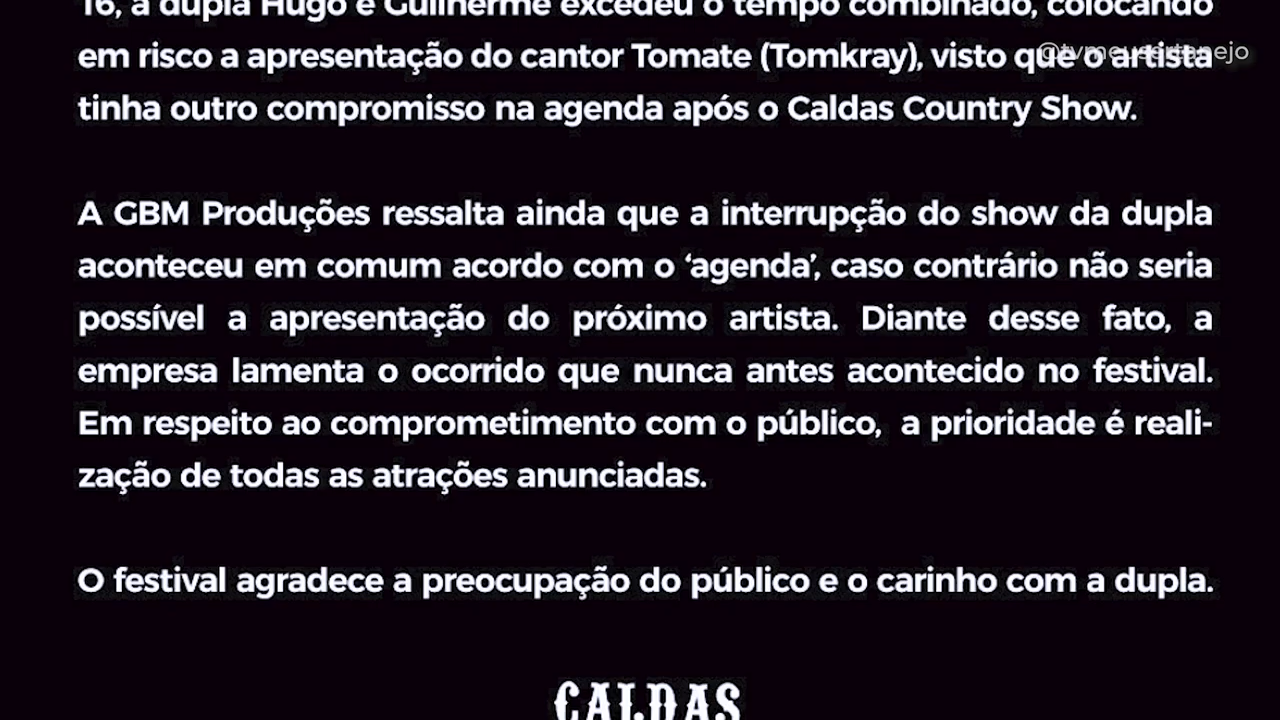 16, a dupla Hugo e Guilherme excedeu o tempo combinado, colocando
em risco a apresentação do cantor Tomate (Tomkray), visto que o artista
@tvmeusertanejo
tinha outro compromisso na agenda após o Caldas Country Show.
A GBM Produções ressalta ainda que a interrupção do show da dupla
aconteceu em comum acordo com o ‘agenda’, caso contrário não seria
possível a apresentação do próximo artista. Diante desse fato, a
empresa lamenta o ocorrido que nunca antes acontecido no festival.
Em respeito ao comprometimento com o público, a prioridade é reali-
zação de todas as atrações anunciadas.
O festival agradece a preocupação do público e o carinho com a dupla.
CALDAS